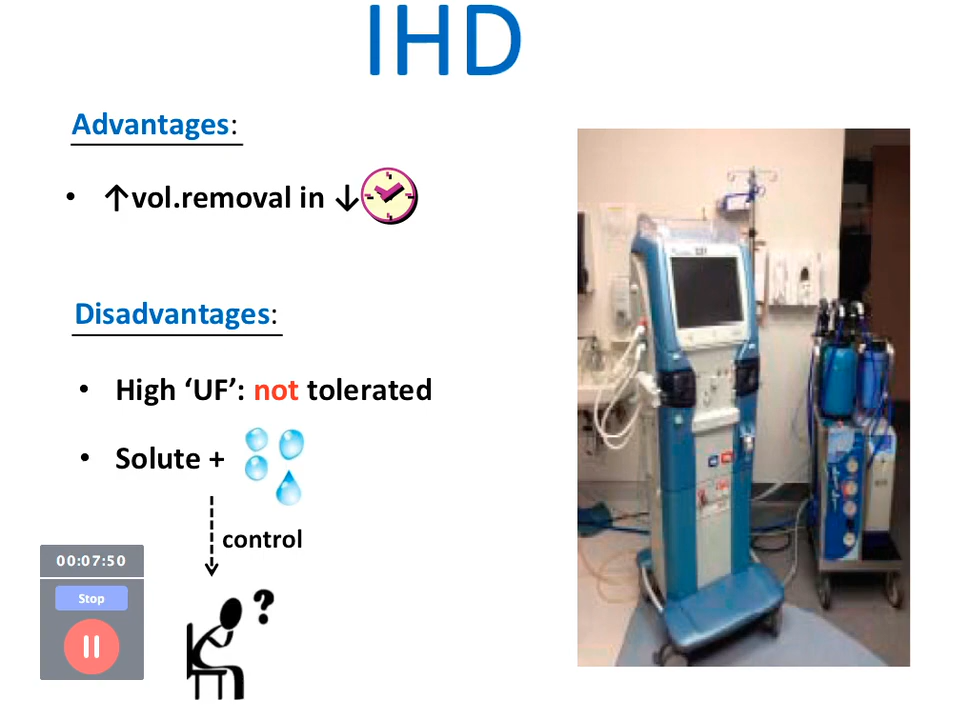 IHD
Advantages:
• ↑vol.removal in ↓
Disadvantages:
• High ‘UF’: not tolerated
• Solute +
control
?
00:07:50
Stop